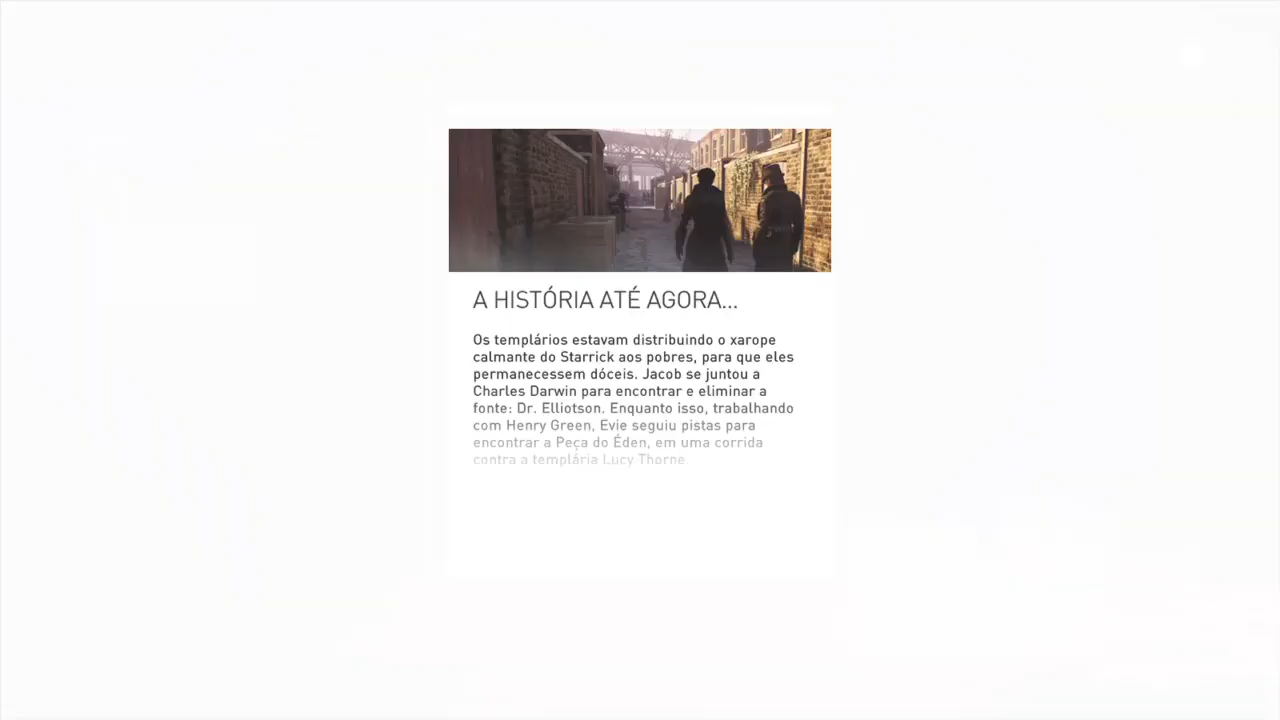 A HISTÓRIA ATÉ AGORA...
Os templários estavam distribuindo o xarope
calmante do Starrick aos pobres, para que eles
permanecessem dóceis. Jacob se juntou a
Charles Darwin para encontrar e eliminar a
fonte: Dr. Elliotson. Enquanto isso, trabalhando
com Henry Green, Evie seguiu pistas para
encontrar a Peça do Éden, em uma corrida
contra a templária Lucy Thorne.